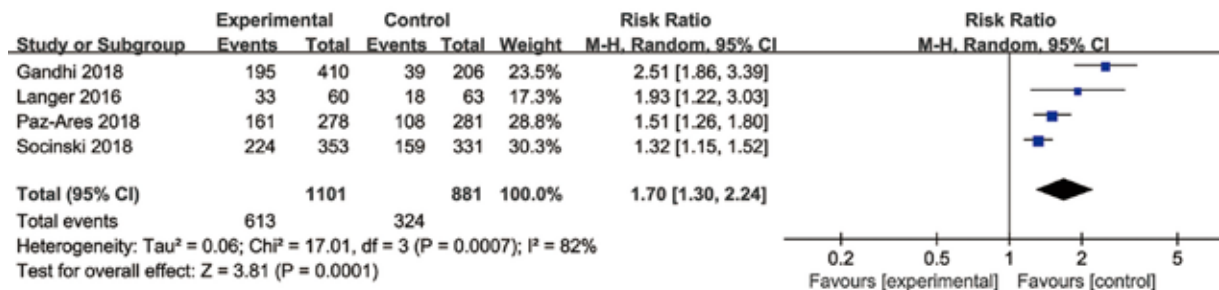 Experimental Control Risk Ratio Risk Ratio
Study or Subgroup Events Total Events Total Weight M-H, Random, 95% CI M-H, Random, 95% CI
Gandhi 2018 195 410 39 206 23.5% 2.51 [1.86, 3.39]
Langer 2016 33 60 18 63 17.3% 1.93 [1.22, 3.03]
Paz-Ares 2018 161 278 108 281 28.8% 1.51 [1.26, 1.80]
Socinski 2018 224 353 159 331 30.3% 1.32 [1.15, 1.52]
Total (95% CI) 1101 881 100.0% 1.70 [1.30, 2.24]
Total events 613 324
Heterogeneity: Tau² = 0.06; Chi² = 17.01, df = 3 (P = 0.0007); I² = 82%
Test for overall effect: Z = 3.81 (P = 0.0001)
0.2 0.5 1 2 5
Favours [experimental] Favours [control]